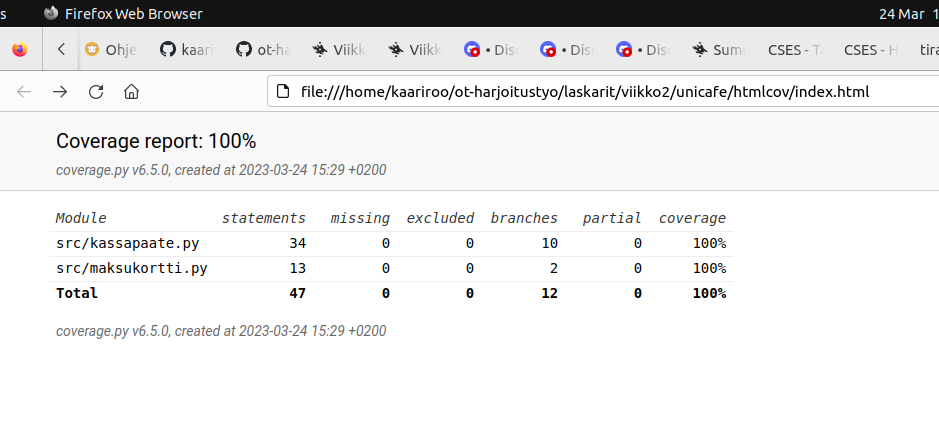 s Firefox Web Browser 24 Mar 1
Ohje kaari ot-ha Viikk Viikk • Disc • Disc • Disc Sum CSES - Ta CSES - H tira
file:///home/kaariroo/ot-harjoitustyo/laskarit/viikko2/unicafe/htmlcov/index.html
Coverage report: 100%
coverage.py v6.5.0, created at 2023-03-24 15:29 +0200
Module statements missing excluded branches partial coverage
src/kassapaate.py 34 0 0 10 0 100%
src/maksukortti.py 13 0 0 2 0 100%
Total 47 0 0 12 0 100%
coverage.py v6.5.0, created at 2023-03-24 15:29 +0200